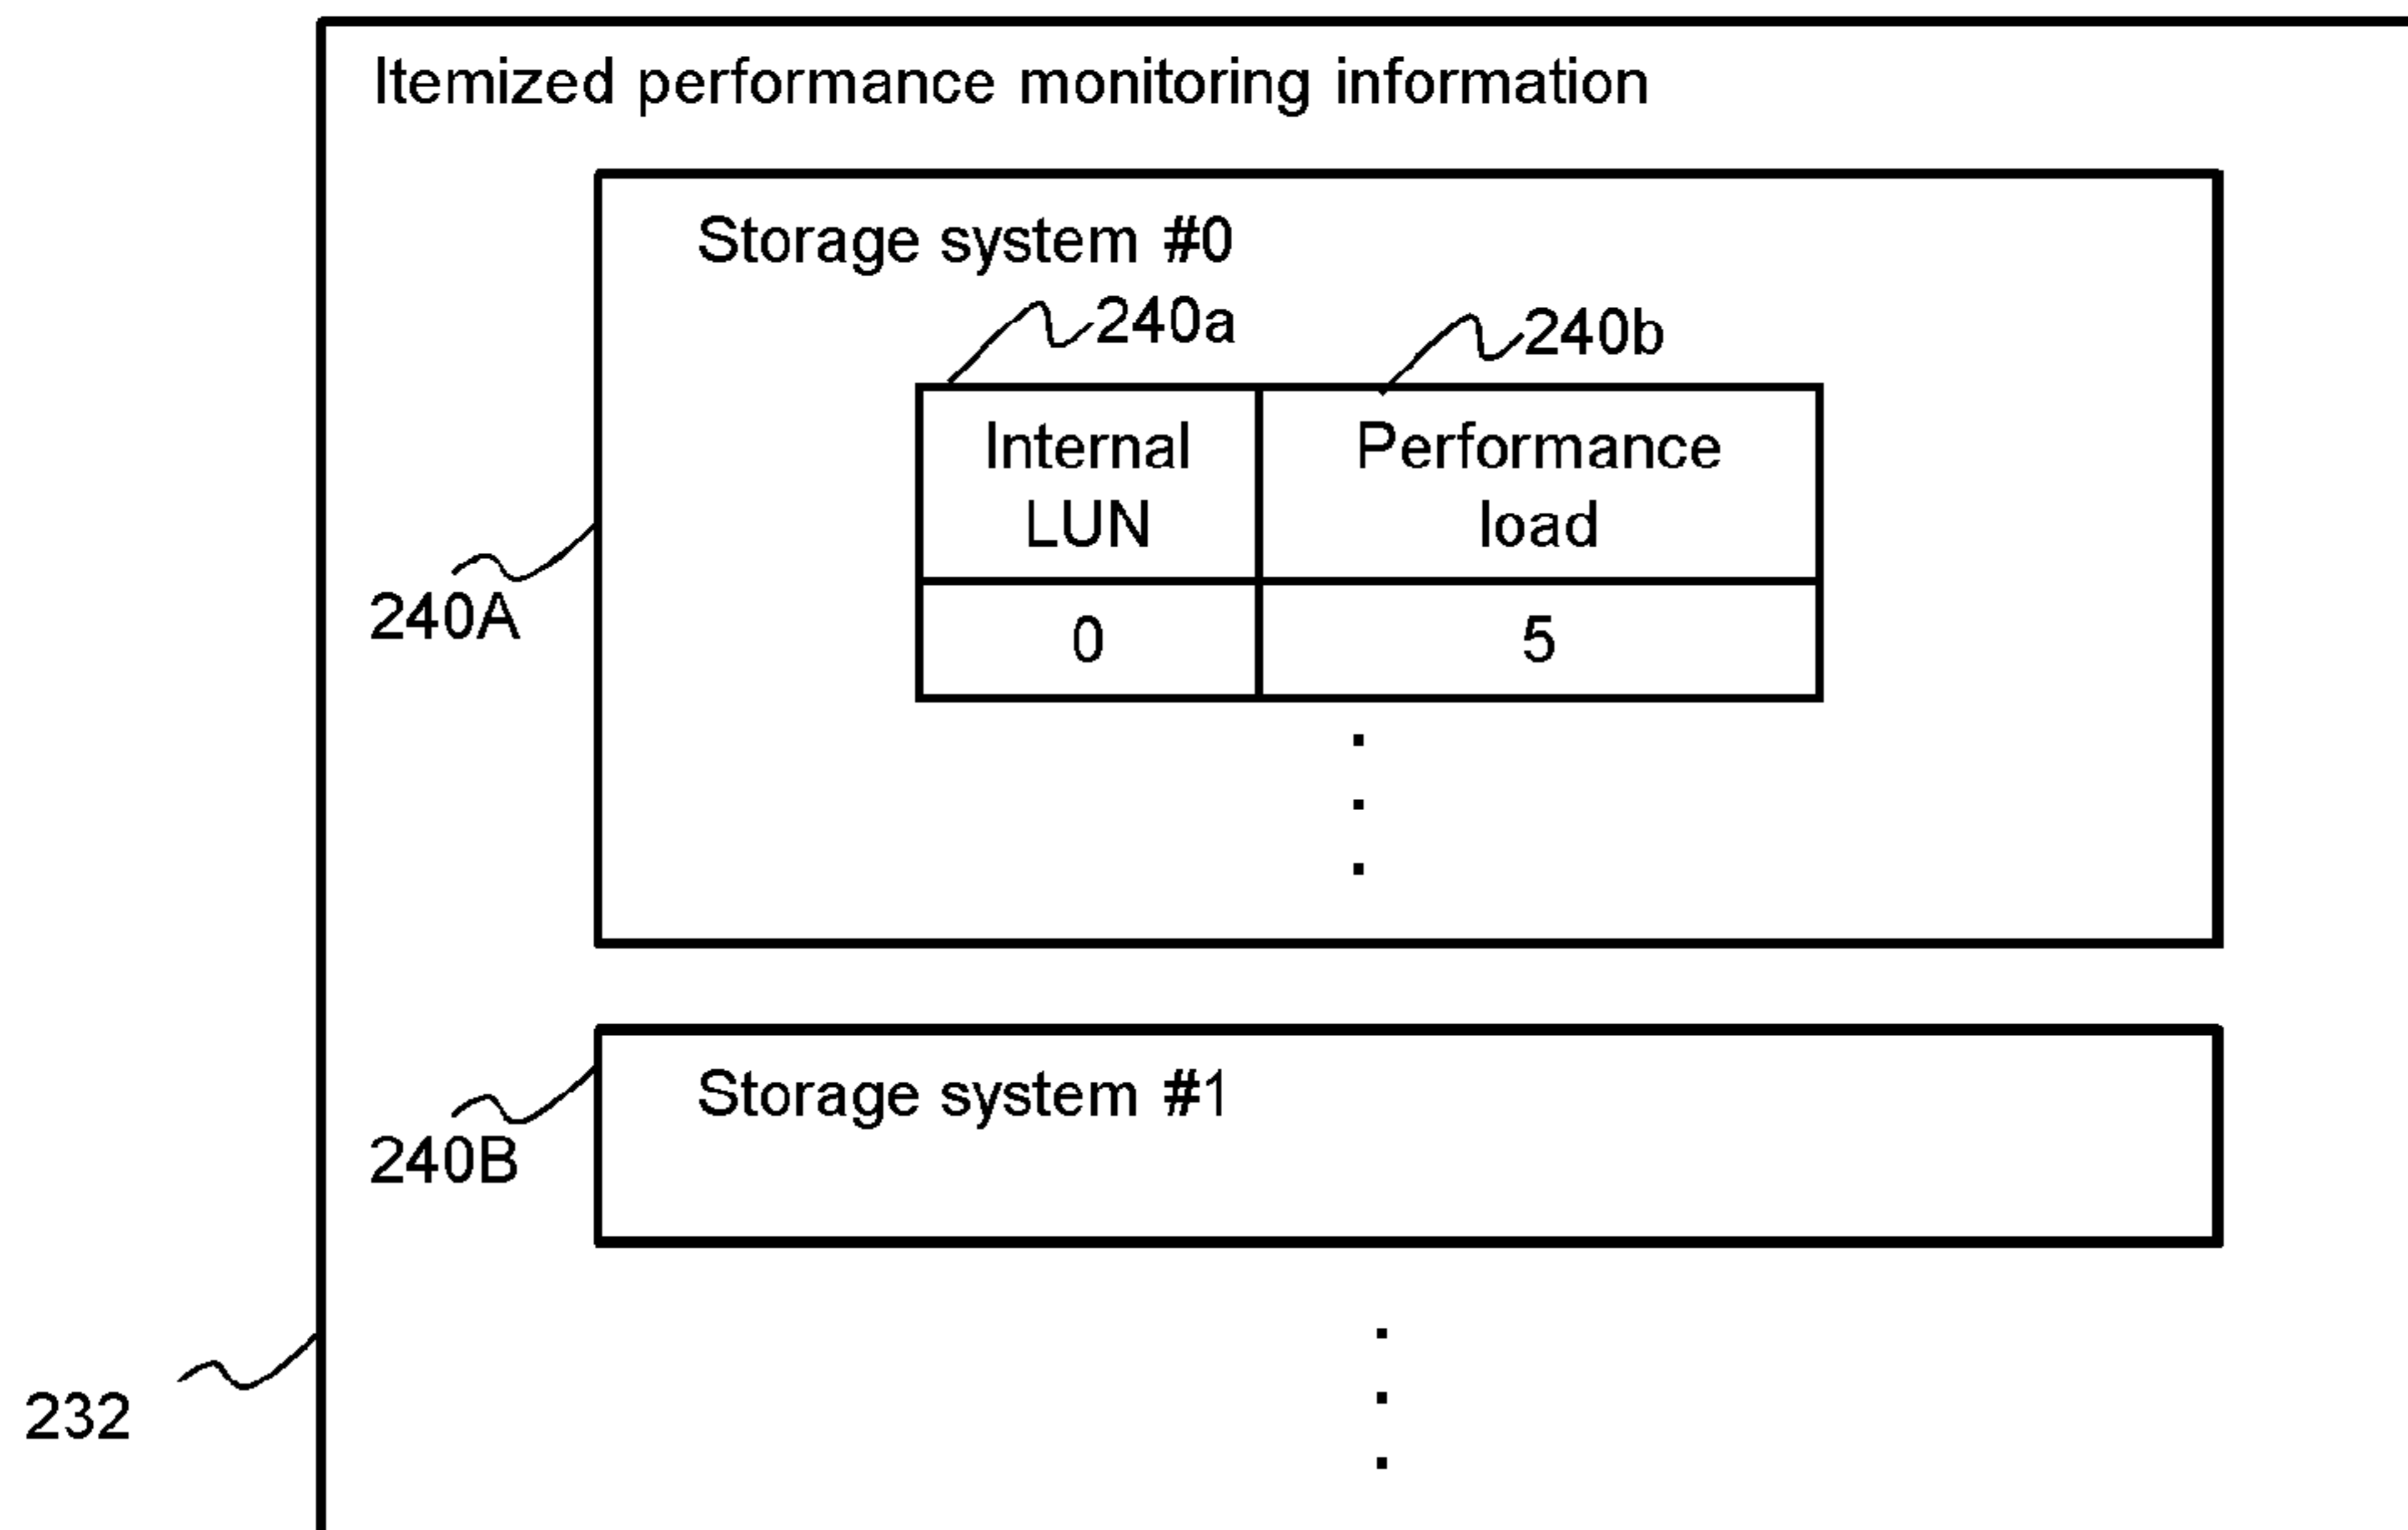 Itemized performance monitoring information
Storage system #0
240a
240b
Internal
LUN
Performance
load
0
5
240A
Storage system #1
240B
232